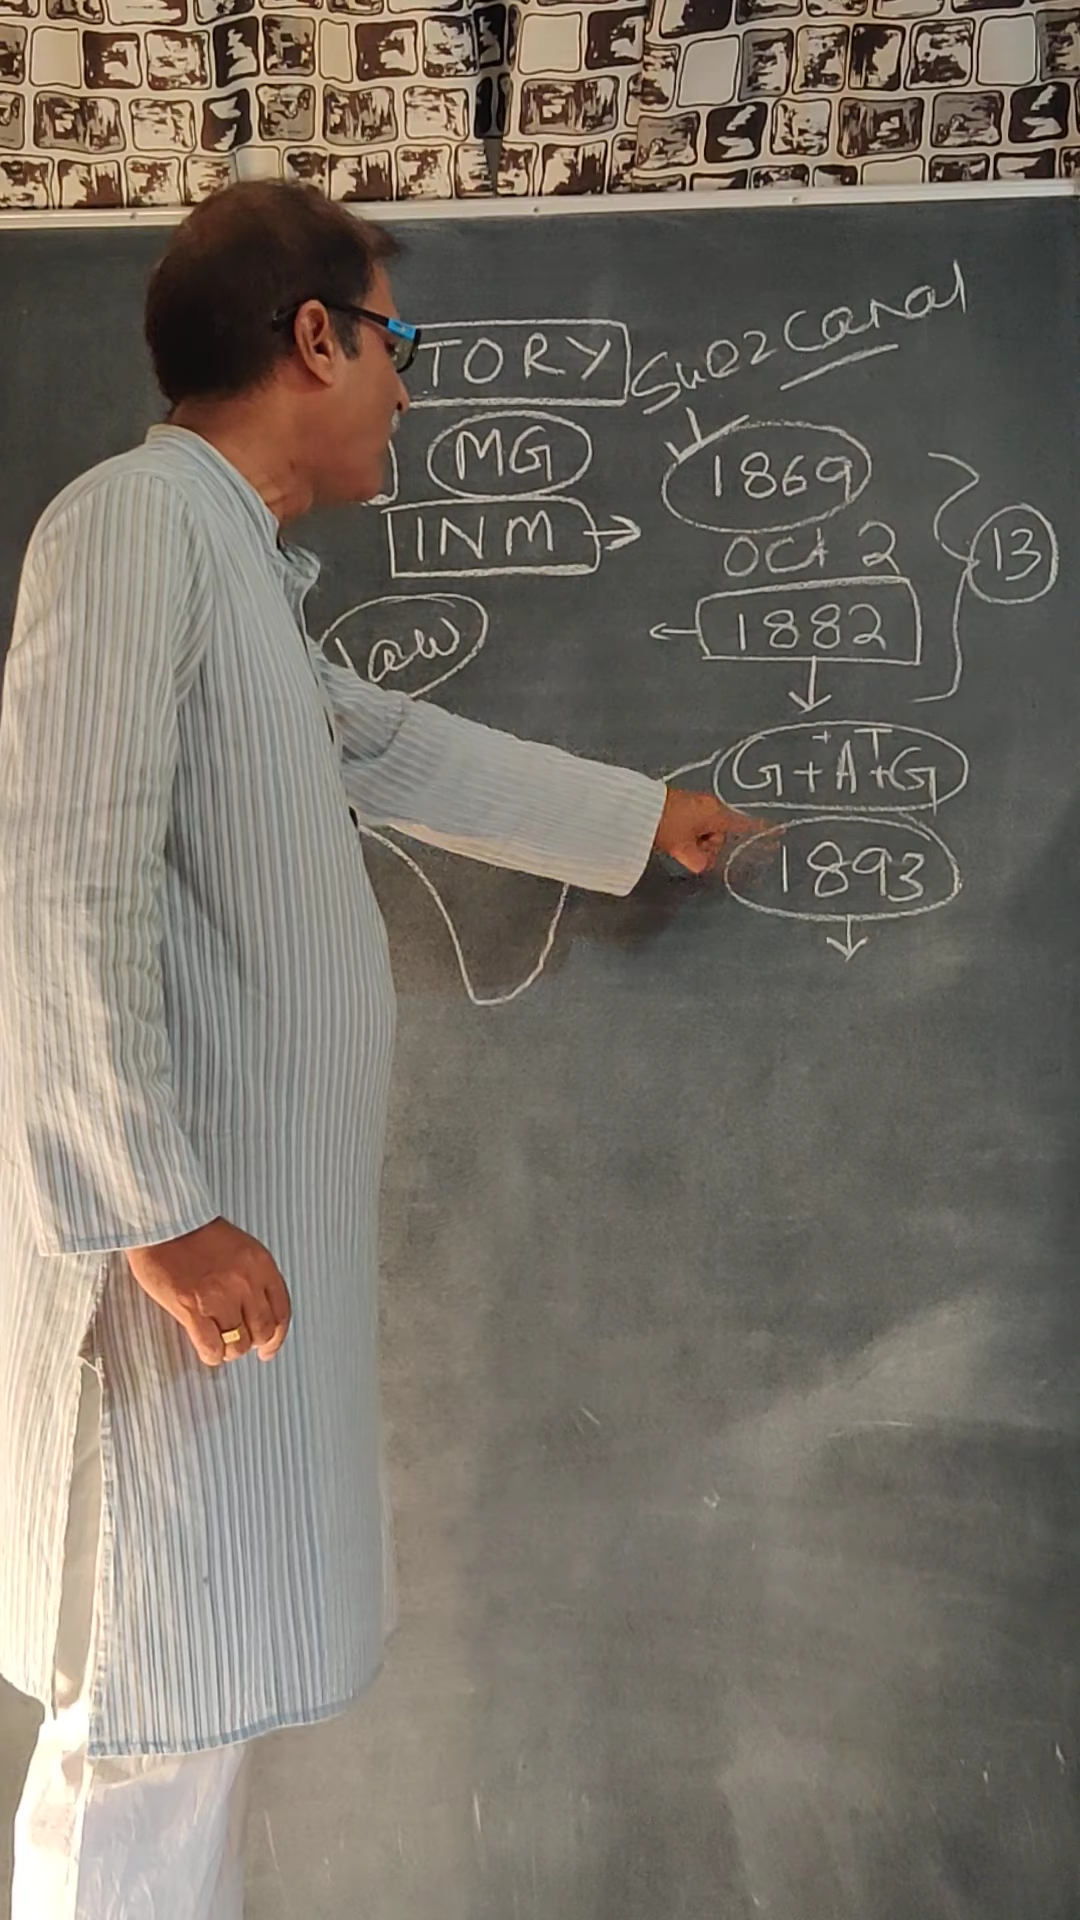 TORY
Suez Canal
MG
1869
INM →
OCt 2
13
← 1882
law
G + A + G
1893